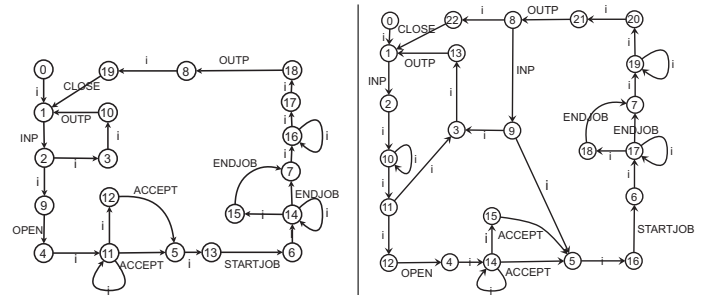 0
i
19
i
8
OUTP
18
CLOSE
i
17
1
OUTP
10
i
16
i
INP
i
ENDJOB
i
2
i
3
7
i
12
ACCEPT
ENDJOB
i
9
15
i
14
i
OPEN
i
i
4
i
11
ACCEPT
5
i
13
STARTJOB
6
i
0
CLOSE
22
i
8
OUTP
21
i
20
i
i
1
OUTP
13
19
i
INP
INP
i
2
i
7
ENDJOB
i
3
i
9
ENDJOB
i
10
i
18
i
17
i
i
11
i
i
6
i
15
ACCEPT
STARTJOB
i
12
OPEN
4
i
14
ACCEPT
5
i
16
i